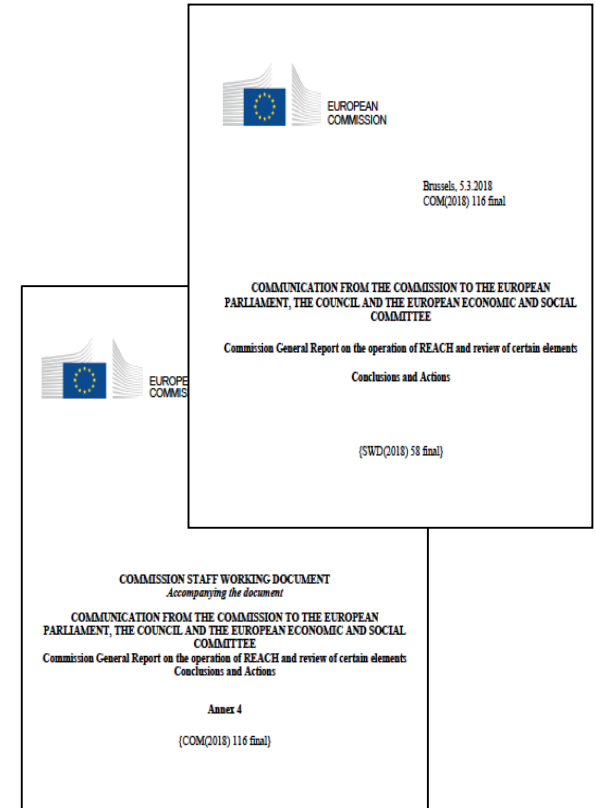 EUROPEAN
COMMISSION
Brussels, 5.3.2018
COM(2018) 116 final
COMMUNICATION FROM THE COMMISSION TO THE EUROPEAN
PARLIAMENT, THE COUNCIL AND THE EUROPEAN ECONOMIC AND SOCIAL
COMMITTEE
Commission General Report on the operation of REACH and review of certain elements
Conclusions and Actions
{SWD(2018) 58 final}
EUROPE
COMMIS
COMMISSION STAFF WORKING DOCUMENT
Accompanying the document
COMMUNICATION FROM THE COMMISSION TO THE EUROPEAN
PARLIAMENT, THE COUNCIL AND THE EUROPEAN ECONOMIC AND SOCIAL
COMMITTEE
Commission General Report on the operation of REACH and review of certain elements
Conclusions and Actions
Annex 4
{COM(2018) 116 final}